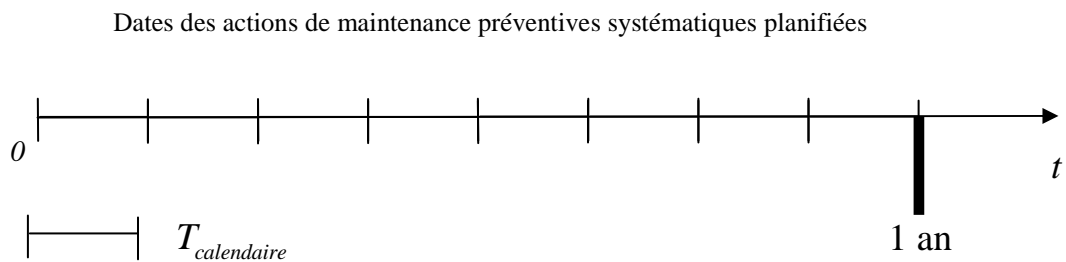 Dates des actions de maintenance préventives systématiques planifiées
0
t
T calendaire
1 an